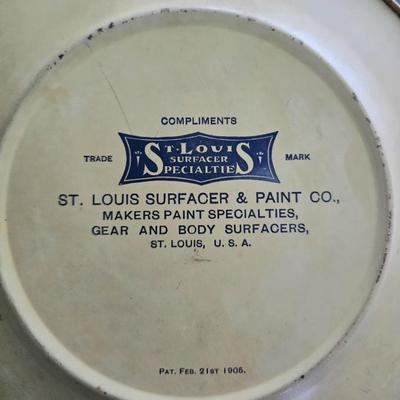 COMPLIMENTS
ST. LOUIS
SURFACER
SPECIALTIES
TRADE MARK
ST. LOUIS SURFACER & PAINT CO.,
MAKERS PAINT SPECIALTIES,
GEAR AND BODY SURFACERS,
ST. LOUIS, U. S. A.
PAT. FEB. 21ST 1905.